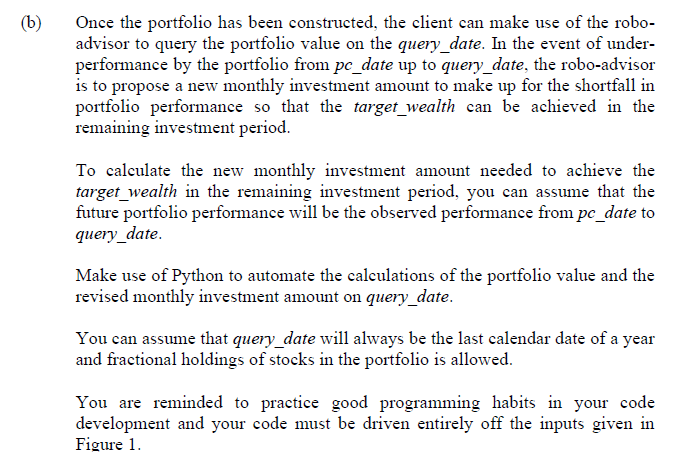 (b) Once the portfolio has been constructed, the client can make use of the robo-
advisor to query the portfolio value on the query_date. In the event of under-
performance by the portfolio from pc_date up to query_date, the robo-advisor
is to propose a new monthly investment amount to make up for the shortfall in
portfolio performance so that the target_wealth can be achieved in the
remaining investment period.
To calculate the new monthly investment amount needed to achieve the
target_wealth in the remaining investment period, you can assume that the
future portfolio performance will be the observed performance from pc_date to
query_date.
Make use of Python to automate the calculations of the portfolio value and the
revised monthly investment amount on query_date.
You can assume that query_date will always be the last calendar date of a year
and fractional holdings of stocks in the portfolio is allowed.
You are reminded to practice good programming habits in your code
development and your code must be driven entirely off the inputs given in
Figure 1.